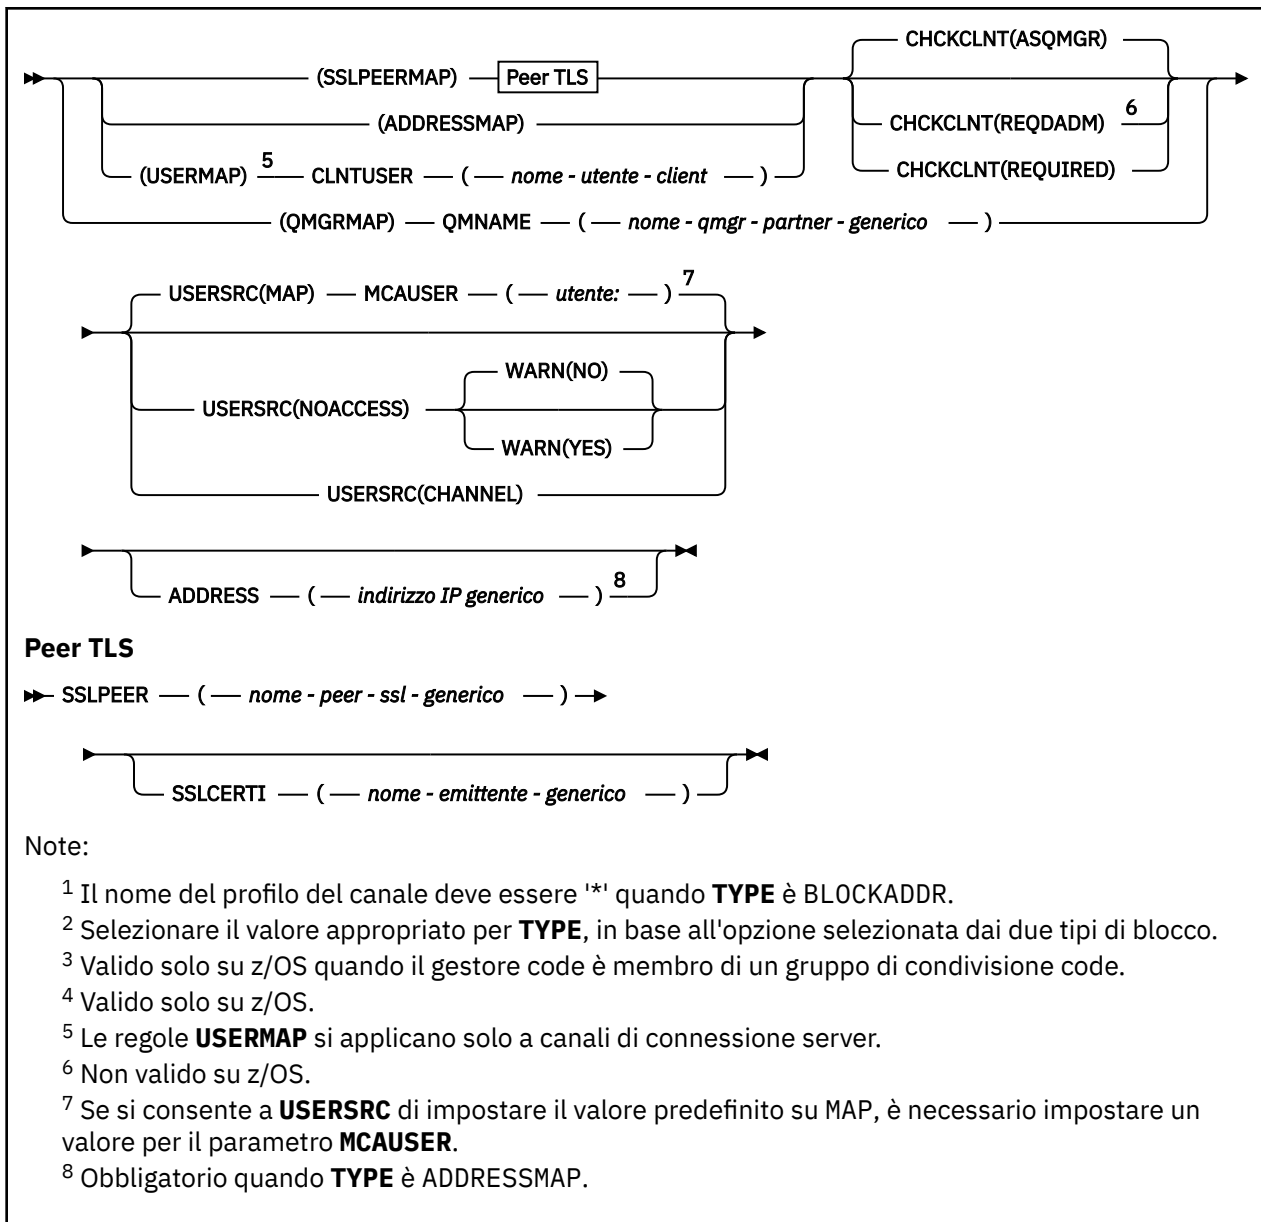 CHCKCLNT(ASQMGR)
(SSLPEERMAP) Peer TLS
(ADDRESSMAP) CHCKCLNT(REQDADM) 6
(USERMAP) 5 CLNTUSER ( nome - utente - client ) CHCKCLNT(REQUIRED)
(QMGRMAP) QMNAME ( nome - qmgr - partner - generico )
USERSRC(MAP) MCAUSER ( utente: ) 7
WARN(NO)
USERSRC(NOACCESS)
WARN(YES)
USERSRC(CHANNEL)
ADDRESS ( indirizzo IP generico ) 8
Peer TLS
SSLPEER ( nome - peer - ssl - generico )
SSLCERTI ( nome - emittente - generico )
Note:
1 Il nome del profilo del canale deve essere '*' quando TYPE è BLOCKADDR.
2 Selezionare il valore appropriato per TYPE, in base all'opzione selezionata dai due tipi di blocco.
3 Valido solo su z/OS quando il gestore code è membro di un gruppo di condivisione code.
4 Valido solo su z/OS.
5 Le regole USERMAP si applicano solo a canali di connessione server.
6 Non valido su z/OS.
7 Se si consente a USERSRC di impostare il valore predefinito su MAP, è necessario impostare un
valore per il parametro MCAUSER.
8 Obbligatorio quando TYPE è ADDRESSMAP.